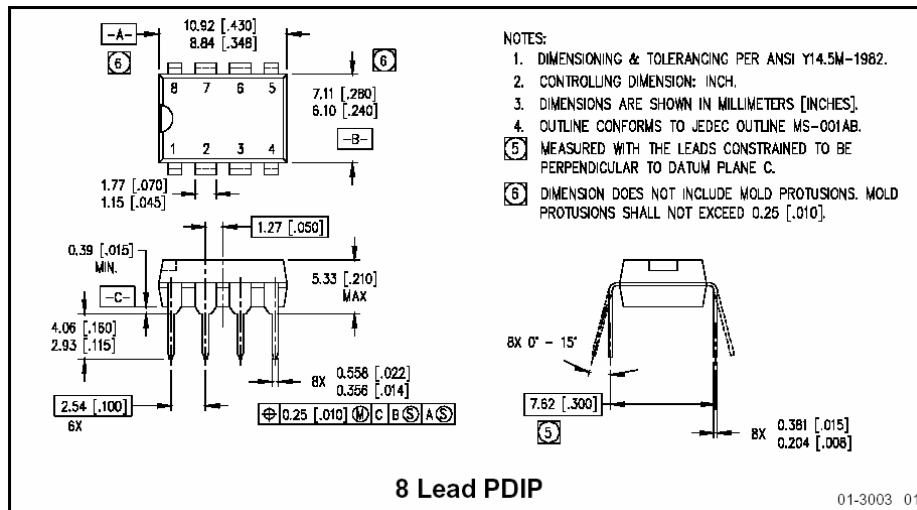 10.92 [.430]
8.84 [.348]
-A-
6
6
8 7 6 5
7.11 [.280]
6.10 [.240]
-B-
1 2 3 4
1.77 [.070]
1.15 [.045]
1.27 [.050]
0.39 [.015]
MIN.
-C-
5.33 [.210]
MAX
4.06 [.160]
2.93 [.115]
8X 0.558 [.022]
0.356 [.014]
2.54 [.100]
6X
⌖ 0.25 [.010] Ⓜ C B Ⓢ A Ⓢ
NOTES:
1. DIMENSIONING & TOLERANCING PER ANSI Y14.5M-1982.
2. CONTROLLING DIMENSION: INCH.
3. DIMENSIONS ARE SHOWN IN MILLIMETERS [INCHES].
4. OUTLINE CONFORMS TO JEDEC OUTLINE MS-001AB.
5 MEASURED WITH THE LEADS CONSTRAINED TO BE
PERPENDICULAR TO DATUM PLANE C.
6 DIMENSION DOES NOT INCLUDE MOLD PROTUSIONS. MOLD
PROTUSIONS SHALL NOT EXCEED 0.25 [.010].
8X 0° - 15°
7.62 [.300]
5
8X 0.381 [.015]
0.204 [.008]
8 Lead PDIP
01-3003 01